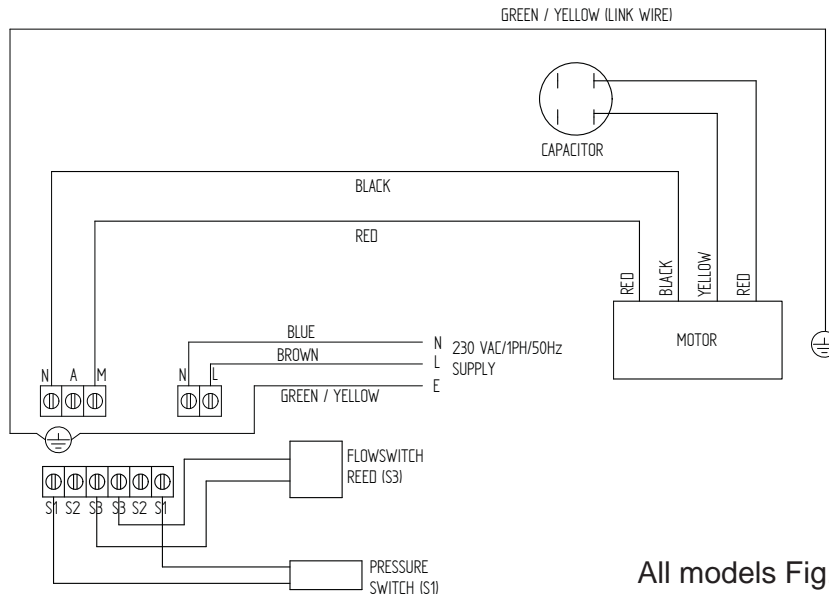 GREEN / YELLOW (LINK WIRE)
CAPACITOR
BLACK
RED
RED
BLACK
YELLOW
RED
MOTOR
BLUE
BROWN
GREEN / YELLOW
N
L
E
230 VAC/1PH/50Hz
SUPPLY
N A M
N L
FLOWSWITCH
REED (S3)
S1 S2 S3 S3 S2 S1
PRESSURE
SWITCH (S1)
All models Fig